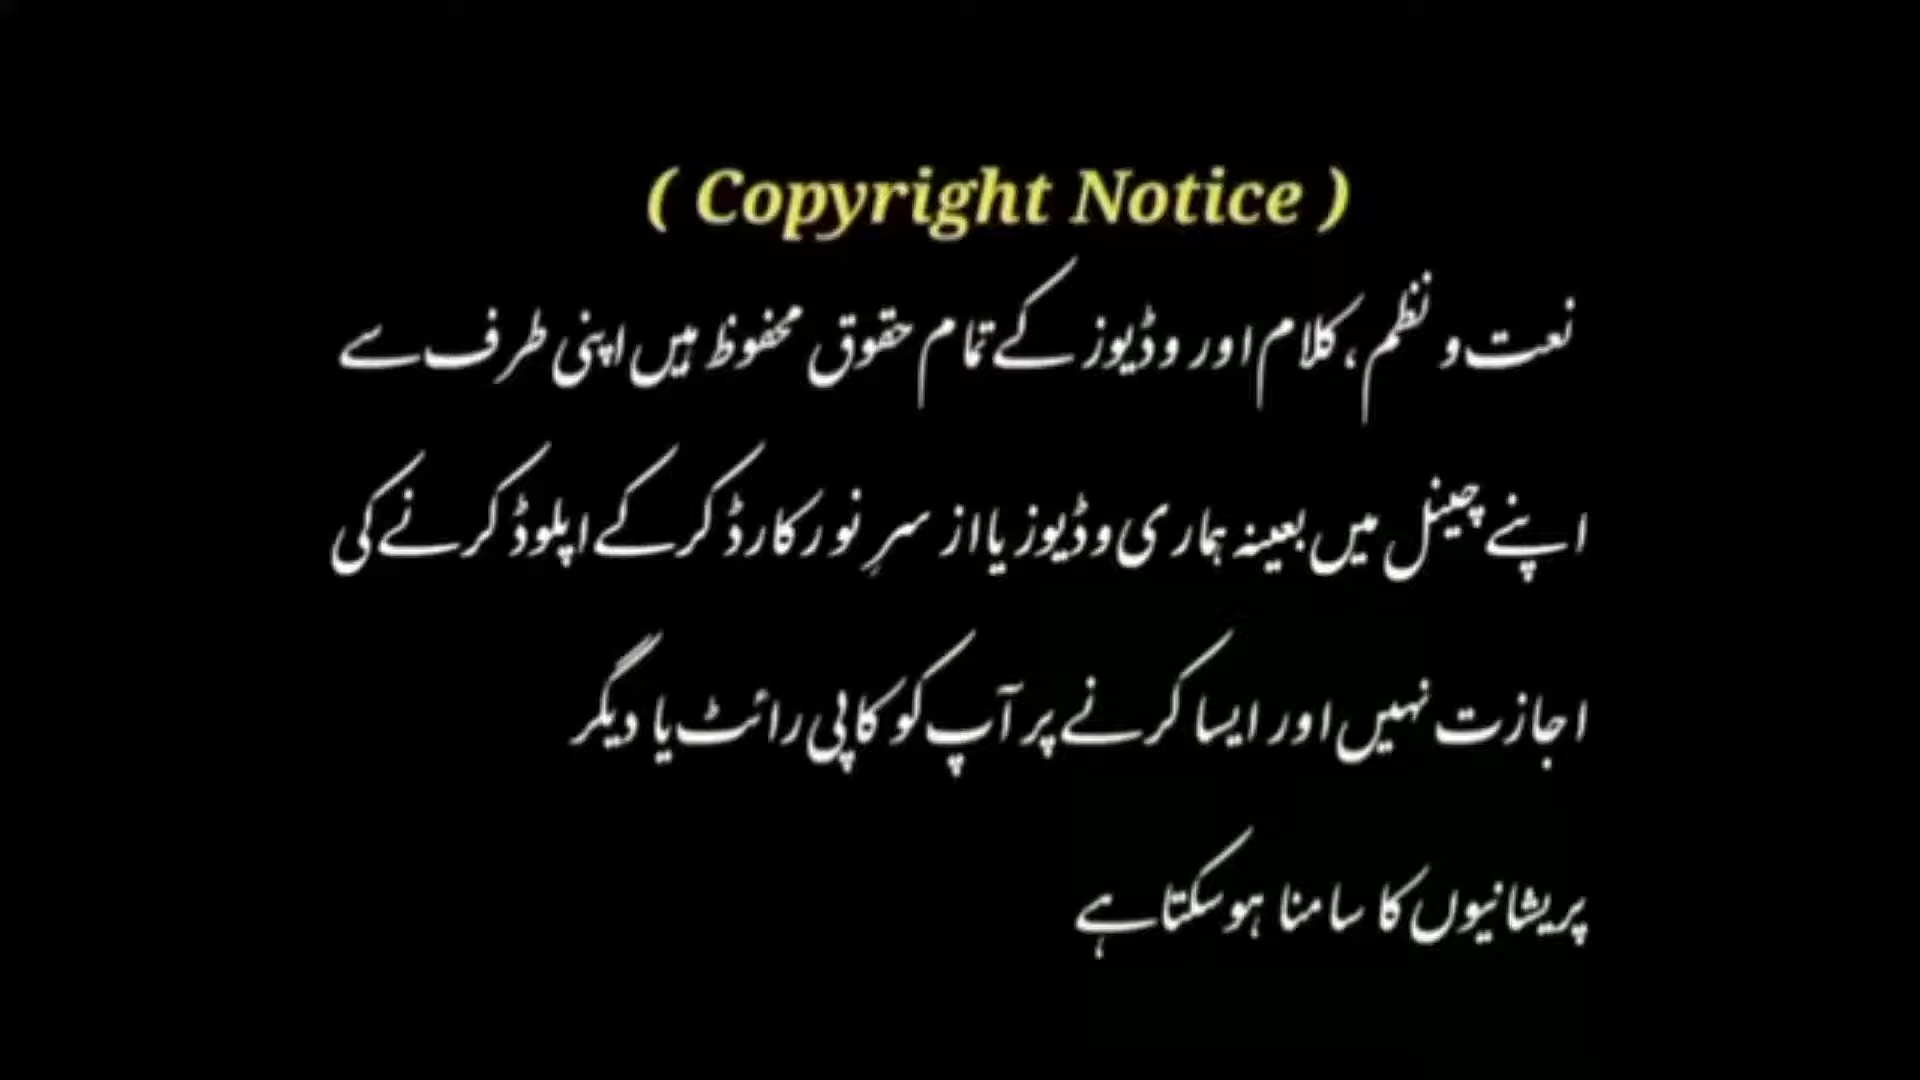 ( Copyright Notice )
نعت و نظم، کلام اور وڈیوز کے تمام حقوق محفوظ ہیں اپنی طرف سے
اپنے چینل میں بعینہ ہماری وڈیوز یا از سرِ نو رکارڈ کر کے اپلوڈ کرنے کی
اجازت نہیں اور ایسا کرنے پر آپ کو کاپی رائٹ یا دیگر
پریشانیوں کا سامنا ہوسکتا ہے